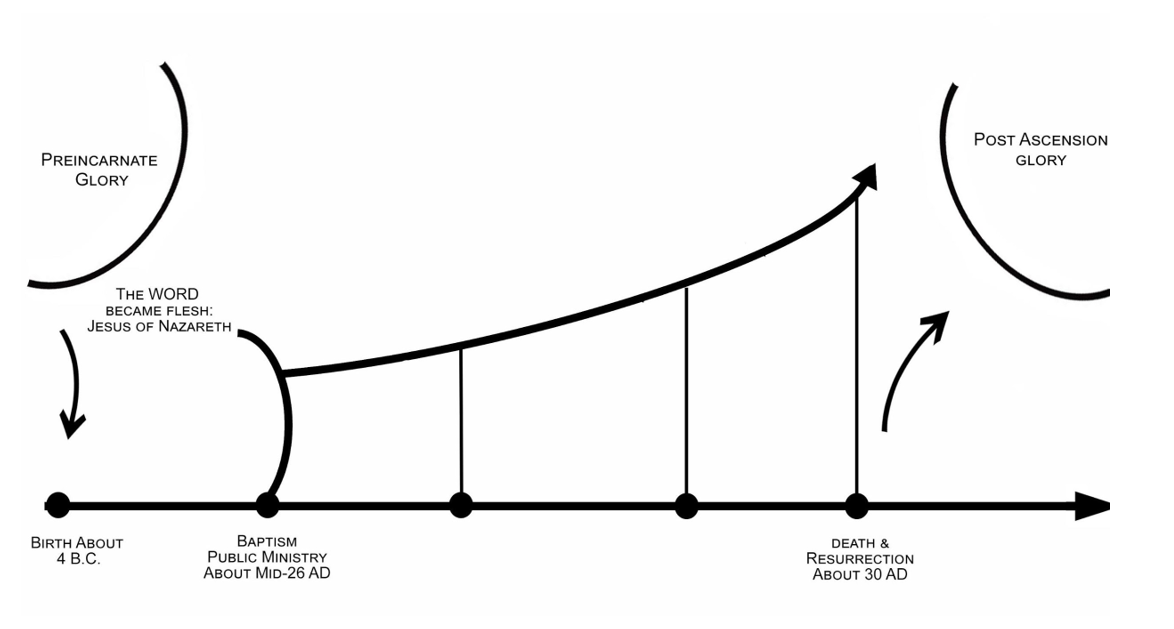 Preincarnate
Glory
Post Ascension
glory
The WORD
became flesh:
Jesus of Nazareth
Birth About
4 B.C.
Baptism
Public Ministry
About Mid-26 AD
death &
Resurrection
About 30 AD